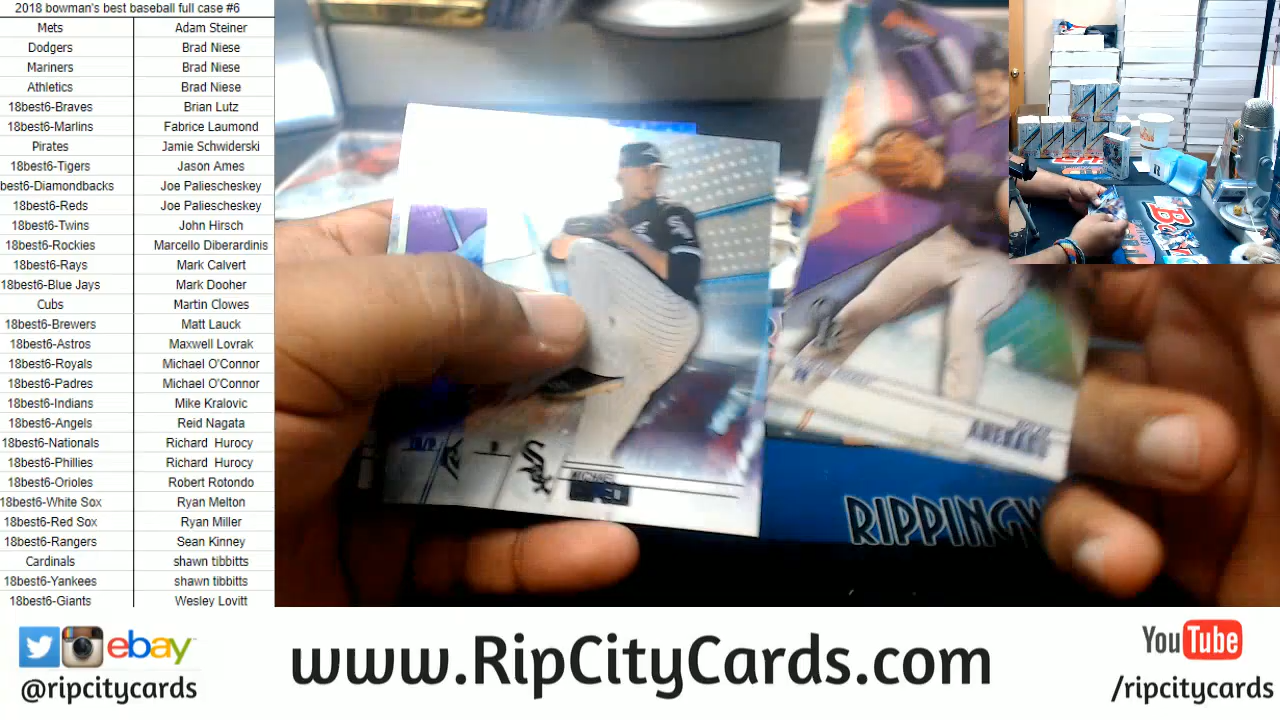 2018 bowman's best baseball full case #6
Mets Adam Steiner
Dodgers Brad Niese
Mariners Brad Niese
Athletics Brad Niese
18best6-Braves Brian Lutz
18best6-Marlins Fabrice Laumond
Pirates Jamie Schwiderski
18best6-Tigers Jason Ames
best6-Diamondbacks Joe Paliescheskey
18best6-Reds Joe Paliescheskey
18best6-Twins John Hirsch
18best6-Rockies Marcello Diberardinis
18best6-Rays Mark Calvert
18best6-Blue Jays Mark Dooher
Cubs Martin Clowes
18best6-Brewers Matt Lauck
18best6-Astros Maxwell Lovrak
18best6-Royals Michael O'Connor
18best6-Padres Michael O'Connor
18best6-Indians Mike Kralovic
18best6-Angels Reid Nagata
18best6-Nationals Richard Hurocy
18best6-Phillies Richard Hurocy
18best6-Orioles Robert Rotondo
18best6-White Sox Ryan Melton
18best6-Red Sox Ryan Miller
18best6-Rangers Sean Kinney
Cardinals shawn tibbitts
18best6-Yankees shawn tibbitts
18best6-Giants Wesley Lovitt
Sox
MICHAEL
KOPECH
NOLAN
ARENADO
RIPPINGW
ebay
@ripcitycards
www.RipCityCards.com
YouTube
/ripcitycards